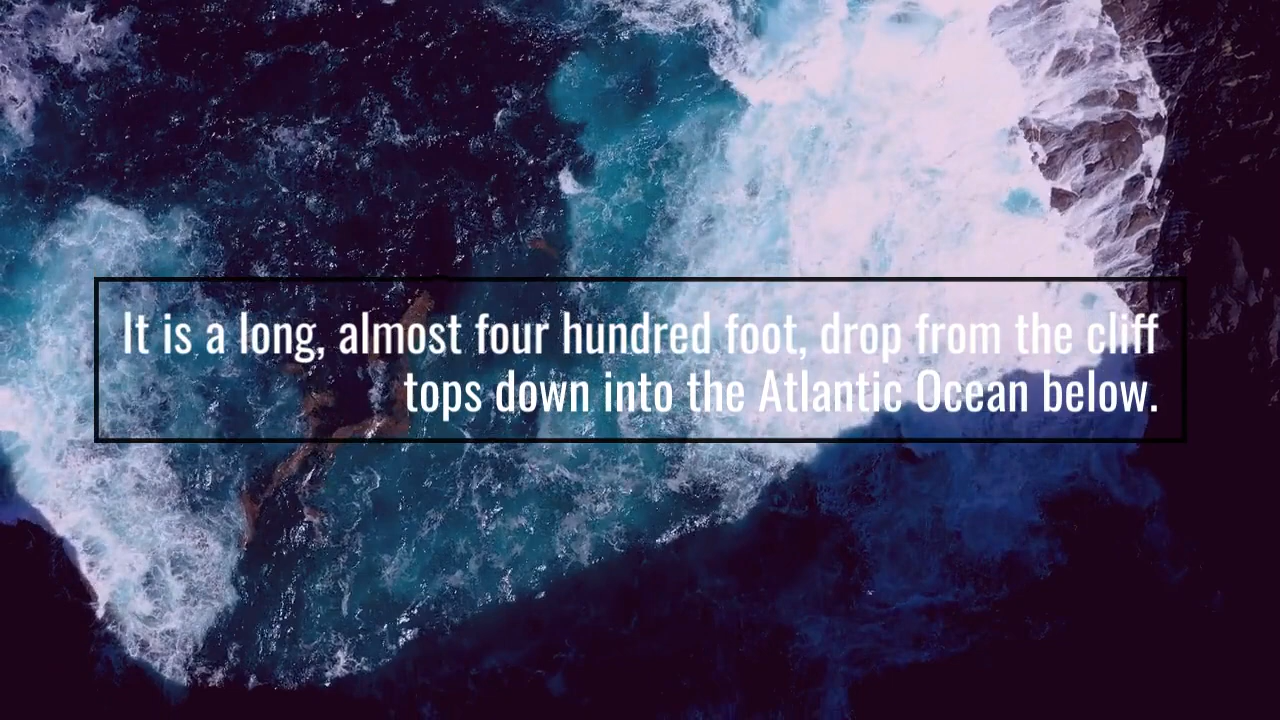 It is a long, almost four hundred foot, drop from the cliff
tops down into the Atlantic Ocean below.